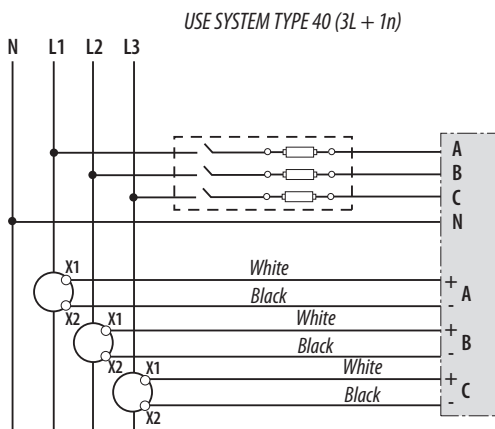 USE SYSTEM TYPE 40 (3L + 1n)
N L1 L2 L3
A
B
C
N
X1 White +
A
X2 Black -
X1 White +
B
X2 Black -
X1 White +
C
X2 Black -